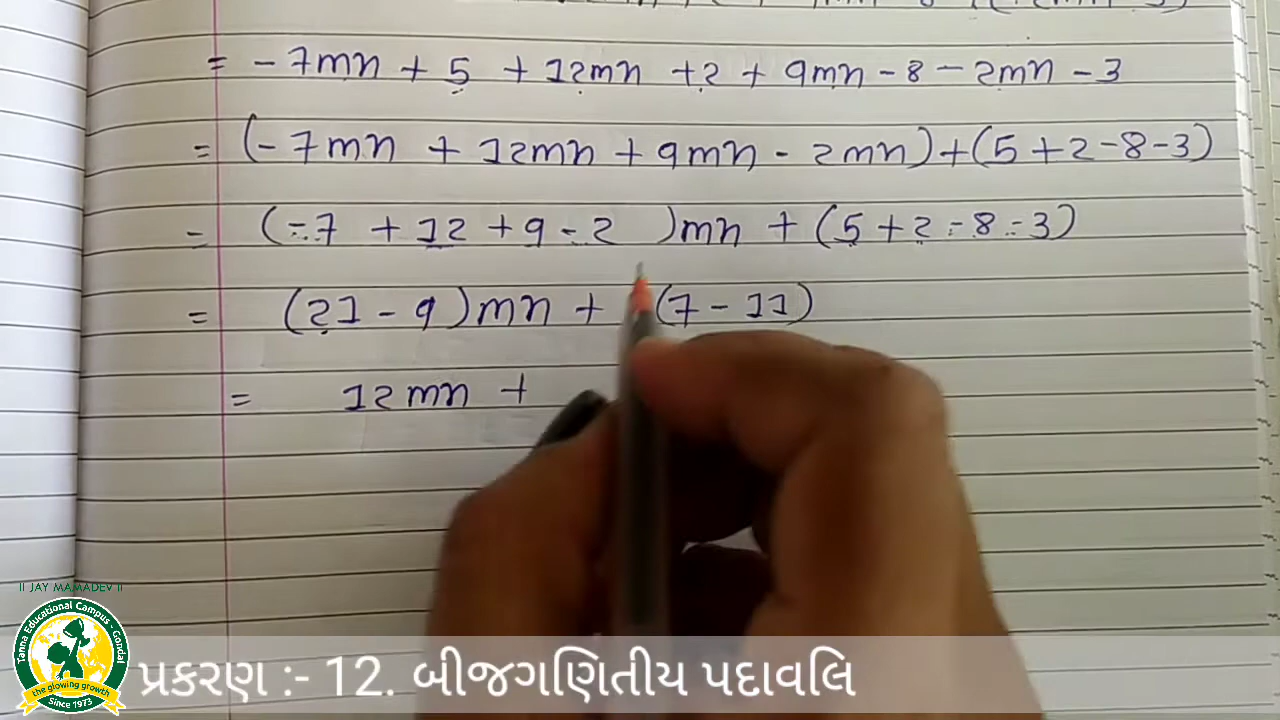 = - 7mn + 5 + 12mn + 2 + 9mn - 8 - 2mn - 3
= (- 7mn + 12mn + 9mn - 2mn) + (5 + 2 - 8 - 3)
= (-7 + 12 + 9 - 2 )mn + (5 + 2 - 8 - 3)
= (21 - 9)mn + (7 - 11)
= 12mn +
॥ JAY MAMADEV ॥
Tanna Educational Campus - Gondal
the glowing growth
Since 1973
પ્રકરણ :- 12. બીજગણિતીય પદાવલિ